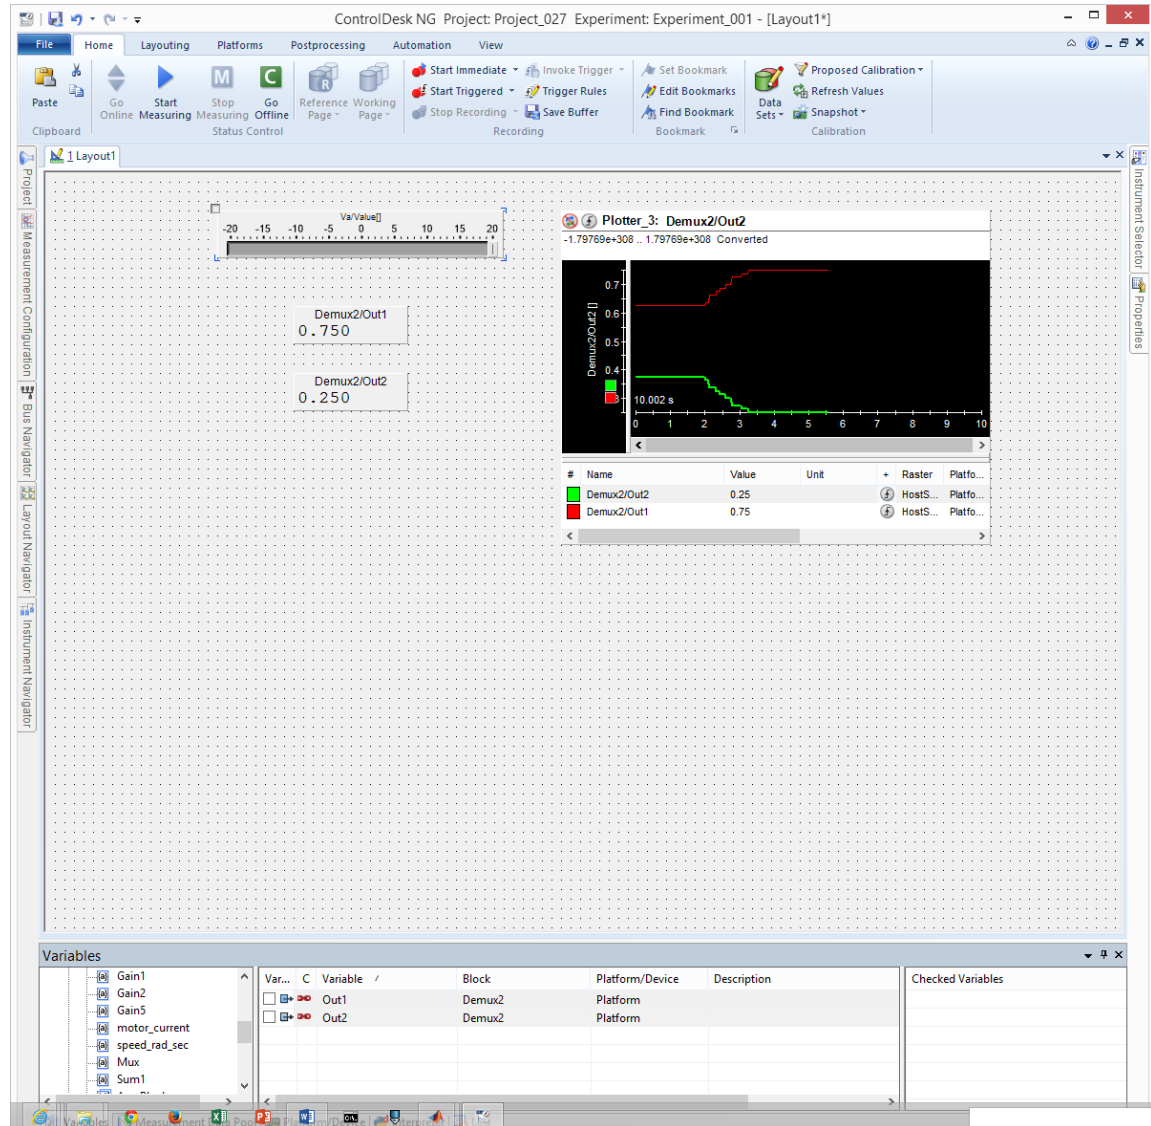 ControlDesk NG Project: Project_027 Experiment: Experiment_001 - [Layout1*]
File Home Layouting Platforms Postprocessing Automation View
Paste
Go Online
Start Measuring
Stop Measuring
Go Offline
Reference Page
Working Page
Start Immediate
Start Triggered
Stop Recording
Invoke Trigger
Trigger Rules
Save Buffer
Set Bookmark
Edit Bookmarks
Find Bookmark
Data Sets
Proposed Calibration
Refresh Values
Snapshot
Clipboard Status Control Recording Bookmark Calibration
1 Layout1
Project
Measurement Configuration
Bus Navigator
Layout Navigator
Instrument Navigator
Instrument Selector
Properties
Va/Value[]
-20 -15 -10 -5 0 5 10 15 20
Demux2/Out1
0.750
Demux2/Out2
0.250
Plotter_3: Demux2/Out2
-1.79769e+308 .. 1.79769e+308 Converted
Demux2/Out2 []
0.7
0.6
0.5
0.4
10.002 s
0 1 2 3 4 5 6 7 8 9 10
# Name Value Unit + Raster Platfo...
Demux2/Out2 0.25 HostS... Platfo...
Demux2/Out1 0.75 HostS... Platfo...
Variables
Gain1
Gain2
Gain5
motor_current
speed_rad_sec
Mux
Sum1
Var... C Variable / Block Platform/Device Description
Out1 Demux2 Platform
Out2 Demux2 Platform
Checked Variables